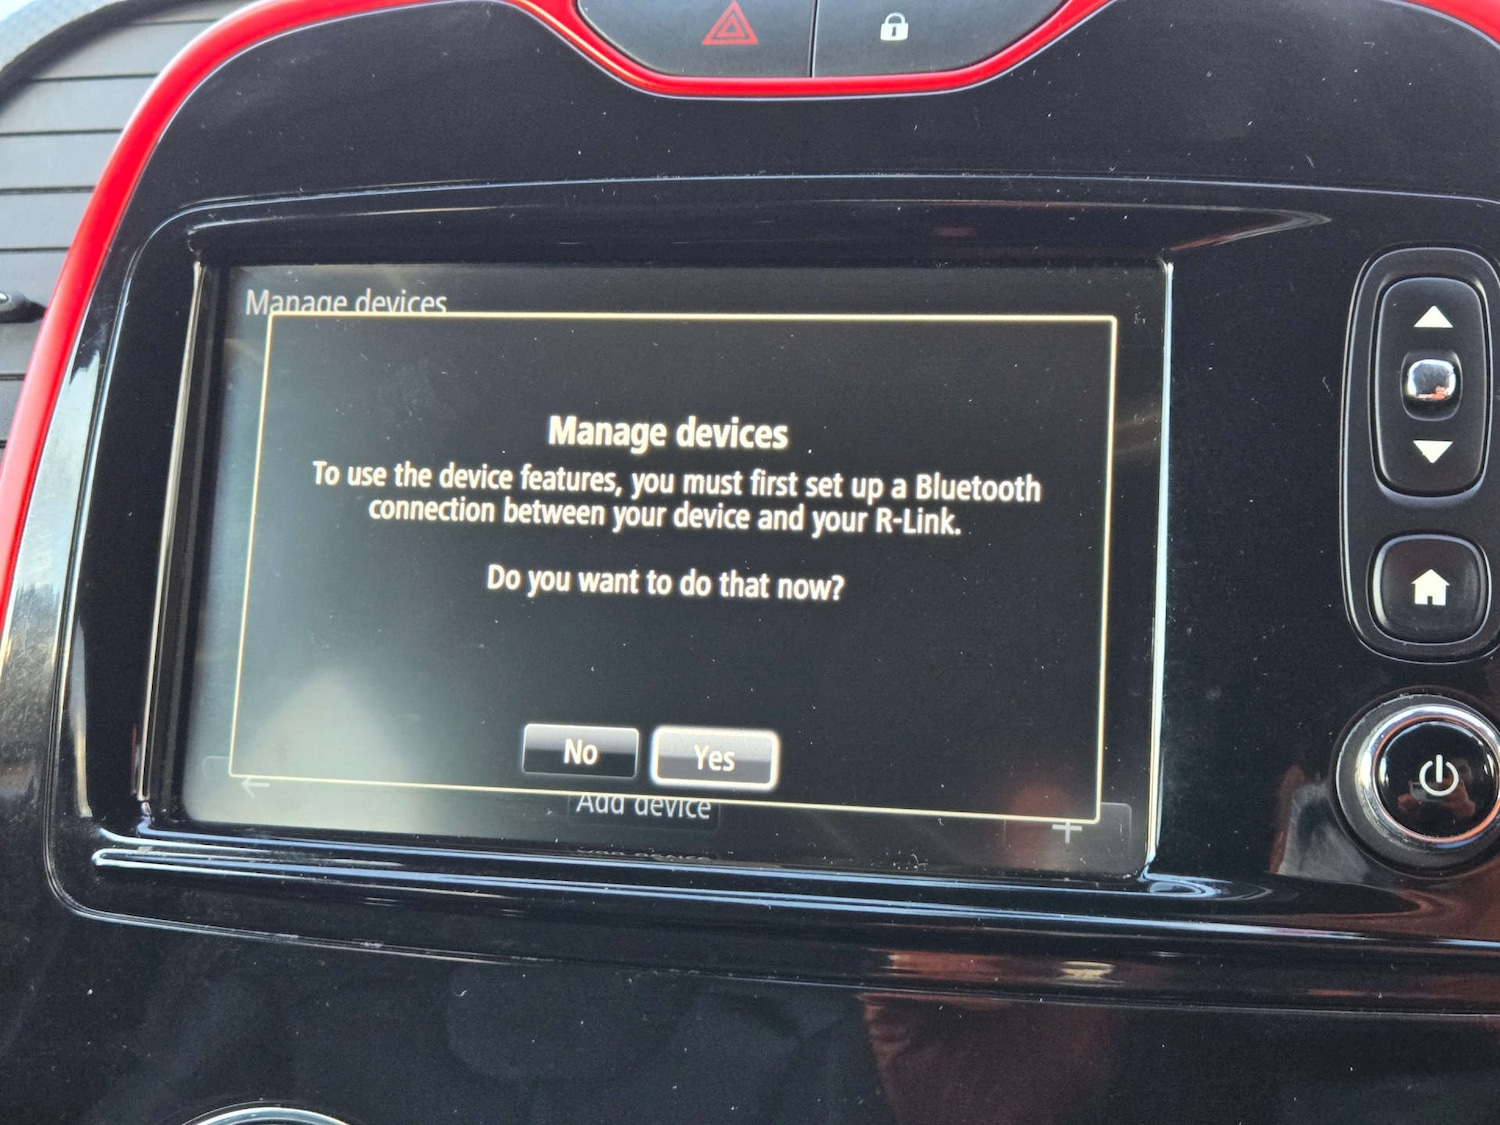 Manage devices
Manage devices
To use the device features, you must first set up a Bluetooth
connection between your device and your R-Link.
Do you want to do that now?
No
Yes
Add device